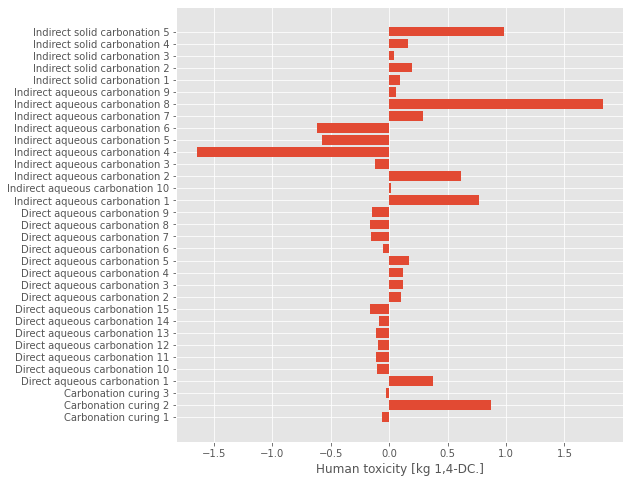 Indirect solid carbonation 5
Indirect solid carbonation 4
Indirect solid carbonation 3
Indirect solid carbonation 2
Indirect solid carbonation 1
Indirect aqueous carbonation 9
Indirect aqueous carbonation 8
Indirect aqueous carbonation 7
Indirect aqueous carbonation 6
Indirect aqueous carbonation 5
Indirect aqueous carbonation 4
Indirect aqueous carbonation 3
Indirect aqueous carbonation 2
Indirect aqueous carbonation 10
Indirect aqueous carbonation 1
Direct aqueous carbonation 9
Direct aqueous carbonation 8
Direct aqueous carbonation 7
Direct aqueous carbonation 6
Direct aqueous carbonation 5
Direct aqueous carbonation 4
Direct aqueous carbonation 3
Direct aqueous carbonation 2
Direct aqueous carbonation 15
Direct aqueous carbonation 14
Direct aqueous carbonation 13
Direct aqueous carbonation 12
Direct aqueous carbonation 11
Direct aqueous carbonation 10
Direct aqueous carbonation 1
Carbonation curing 3
Carbonation curing 2
Carbonation curing 1
−1.5 −1.0 −0.5 0.0 0.5 1.0 1.5
Human toxicity [kg 1,4-DC.]